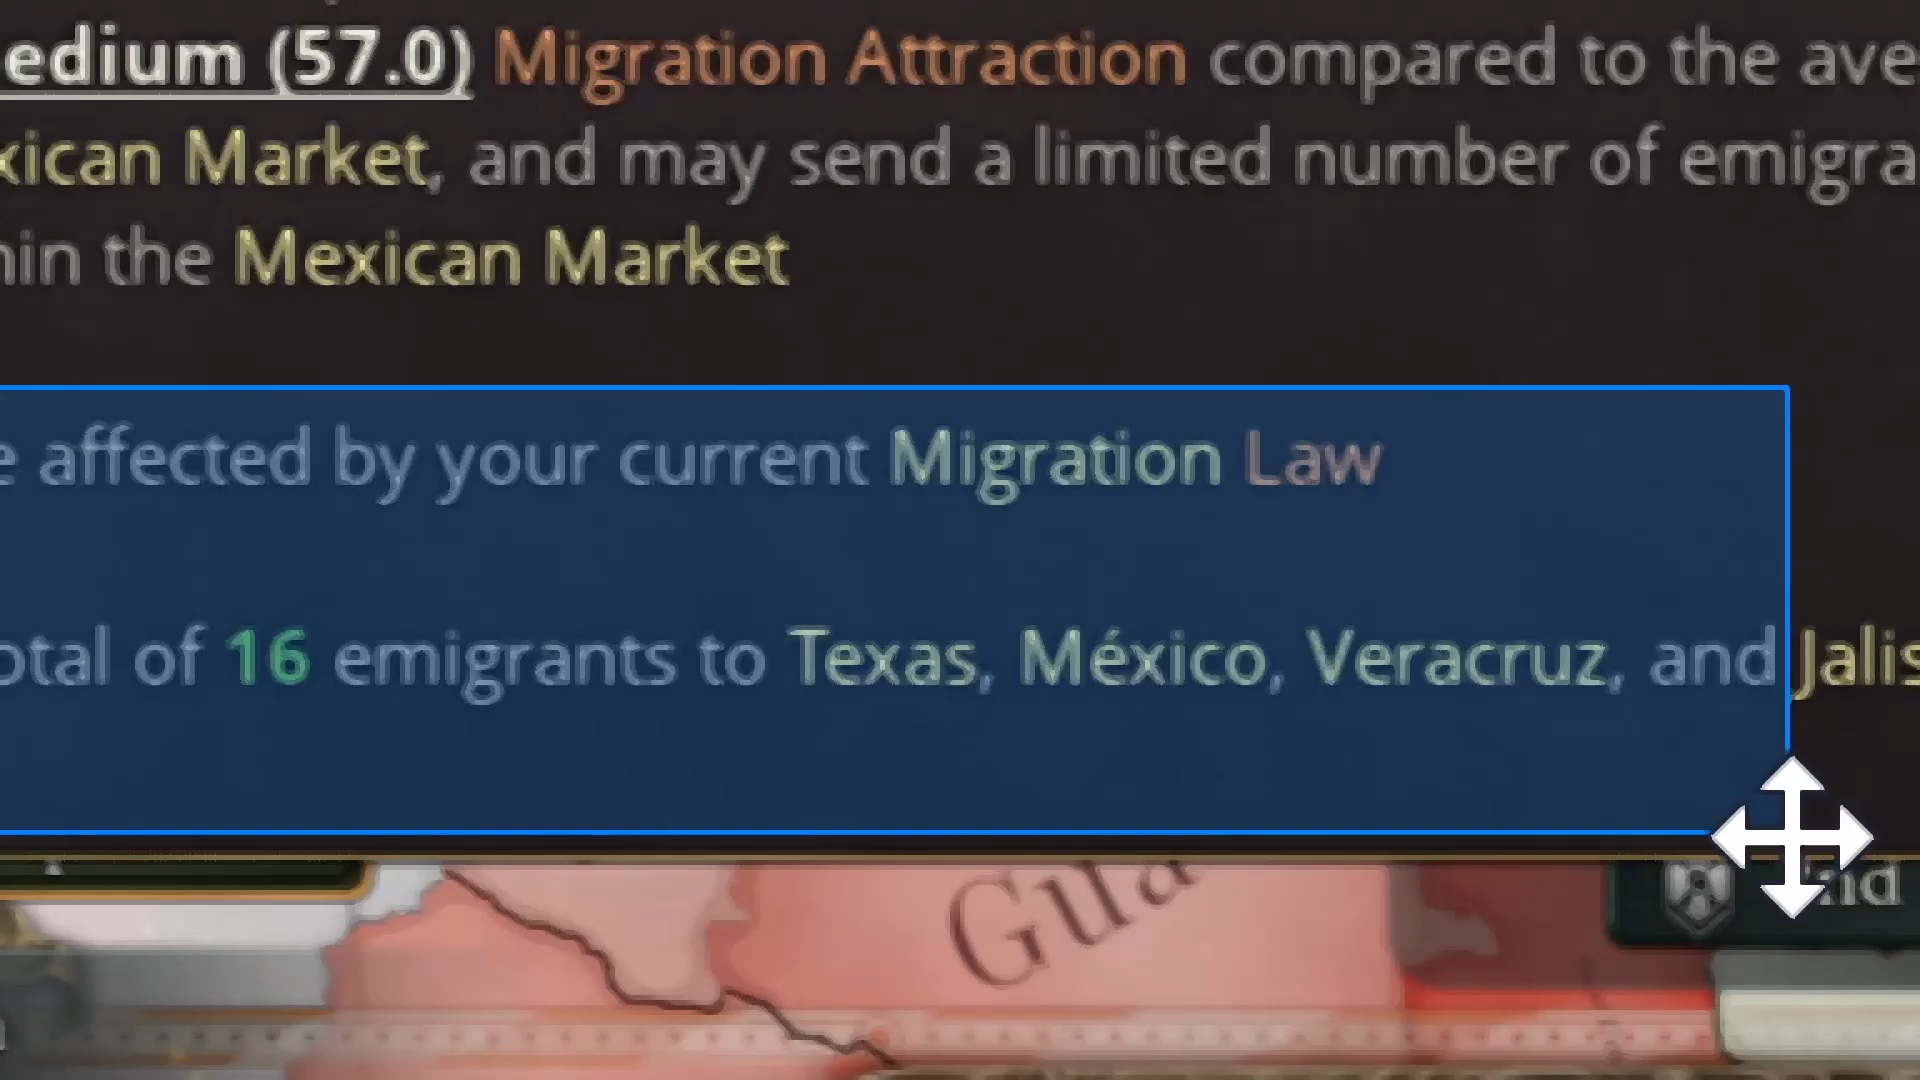 edium (57.0) Migration Attraction compared to the ave
xican Market, and may send a limited number of emigra
hin the Mexican Market
e affected by your current Migration Law
otal of 16 emigrants to Texas, México, Veracruz, and Jalis
Gua